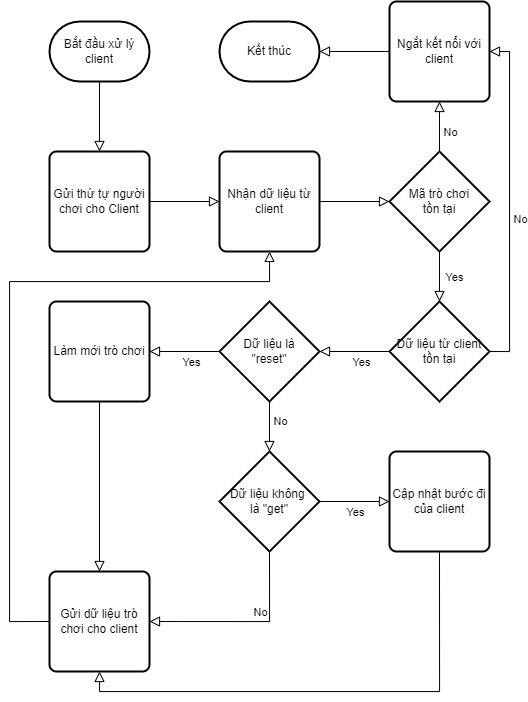 Bắt đầu xử lý
client
Kết thúc
Ngắt kết nối với
client
No
Gửi thứ tự người
chơi cho Client
Nhận dữ liệu từ
client
Mã trò chơi
tồn tại
No
Yes
Làm mới trò chơi
Yes
Dữ liệu là
"reset"
Yes
Dữ liệu từ client
tồn tại
No
Dữ liệu không
là "get"
Yes
Cập nhật bước đi
của client
No
Gửi dữ liệu trò
chơi cho client